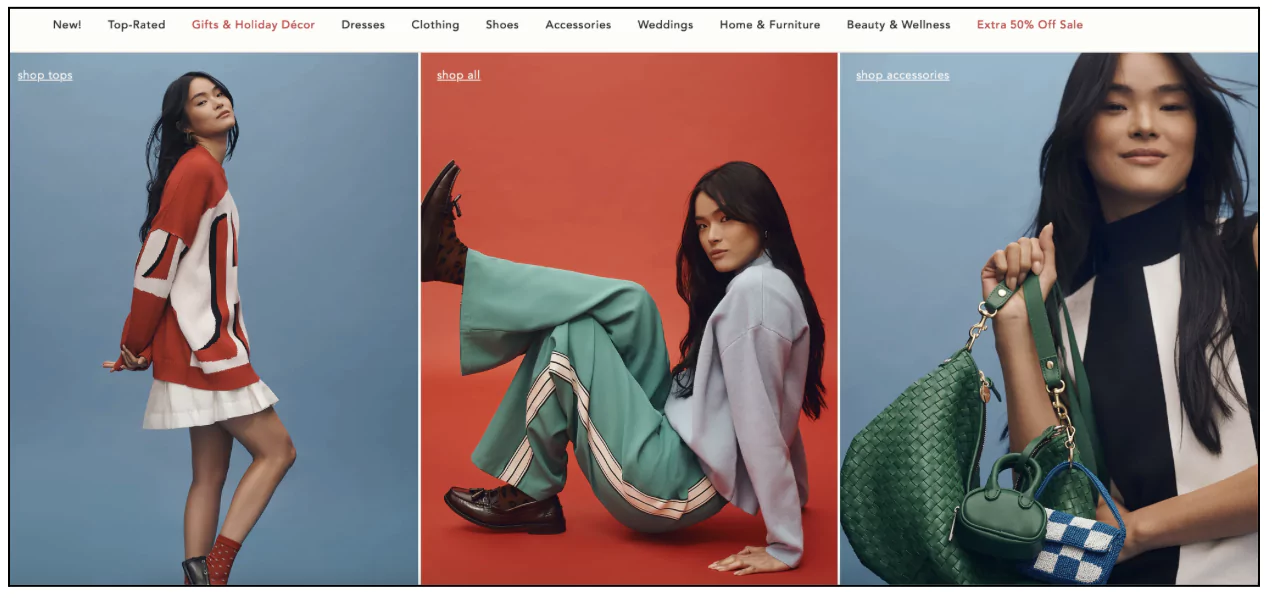 New! Top-Rated Gifts & Holiday Décor Dresses Clothing Shoes Accessories Weddings Home & Furniture Beauty & Wellness Extra 50% Off Sale
shop tops
shop all
shop accessories